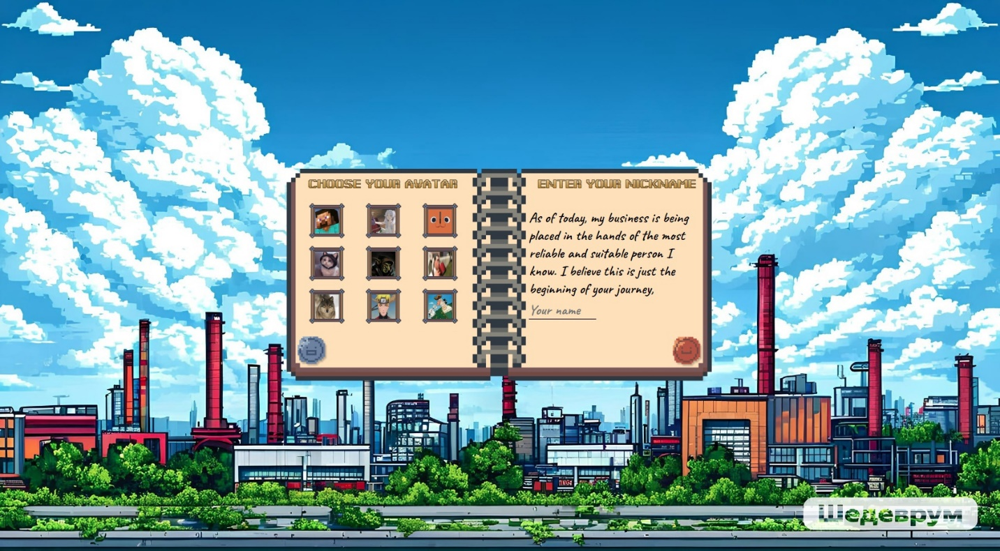 CHOOSE YOUR AVATAR
ENTER YOUR NICKNAME
As of today, my business is being
placed in the hands of the most
reliable and suitable person I
know. I believe this is just the
beginning of your journey,
Your name
Шедеврум